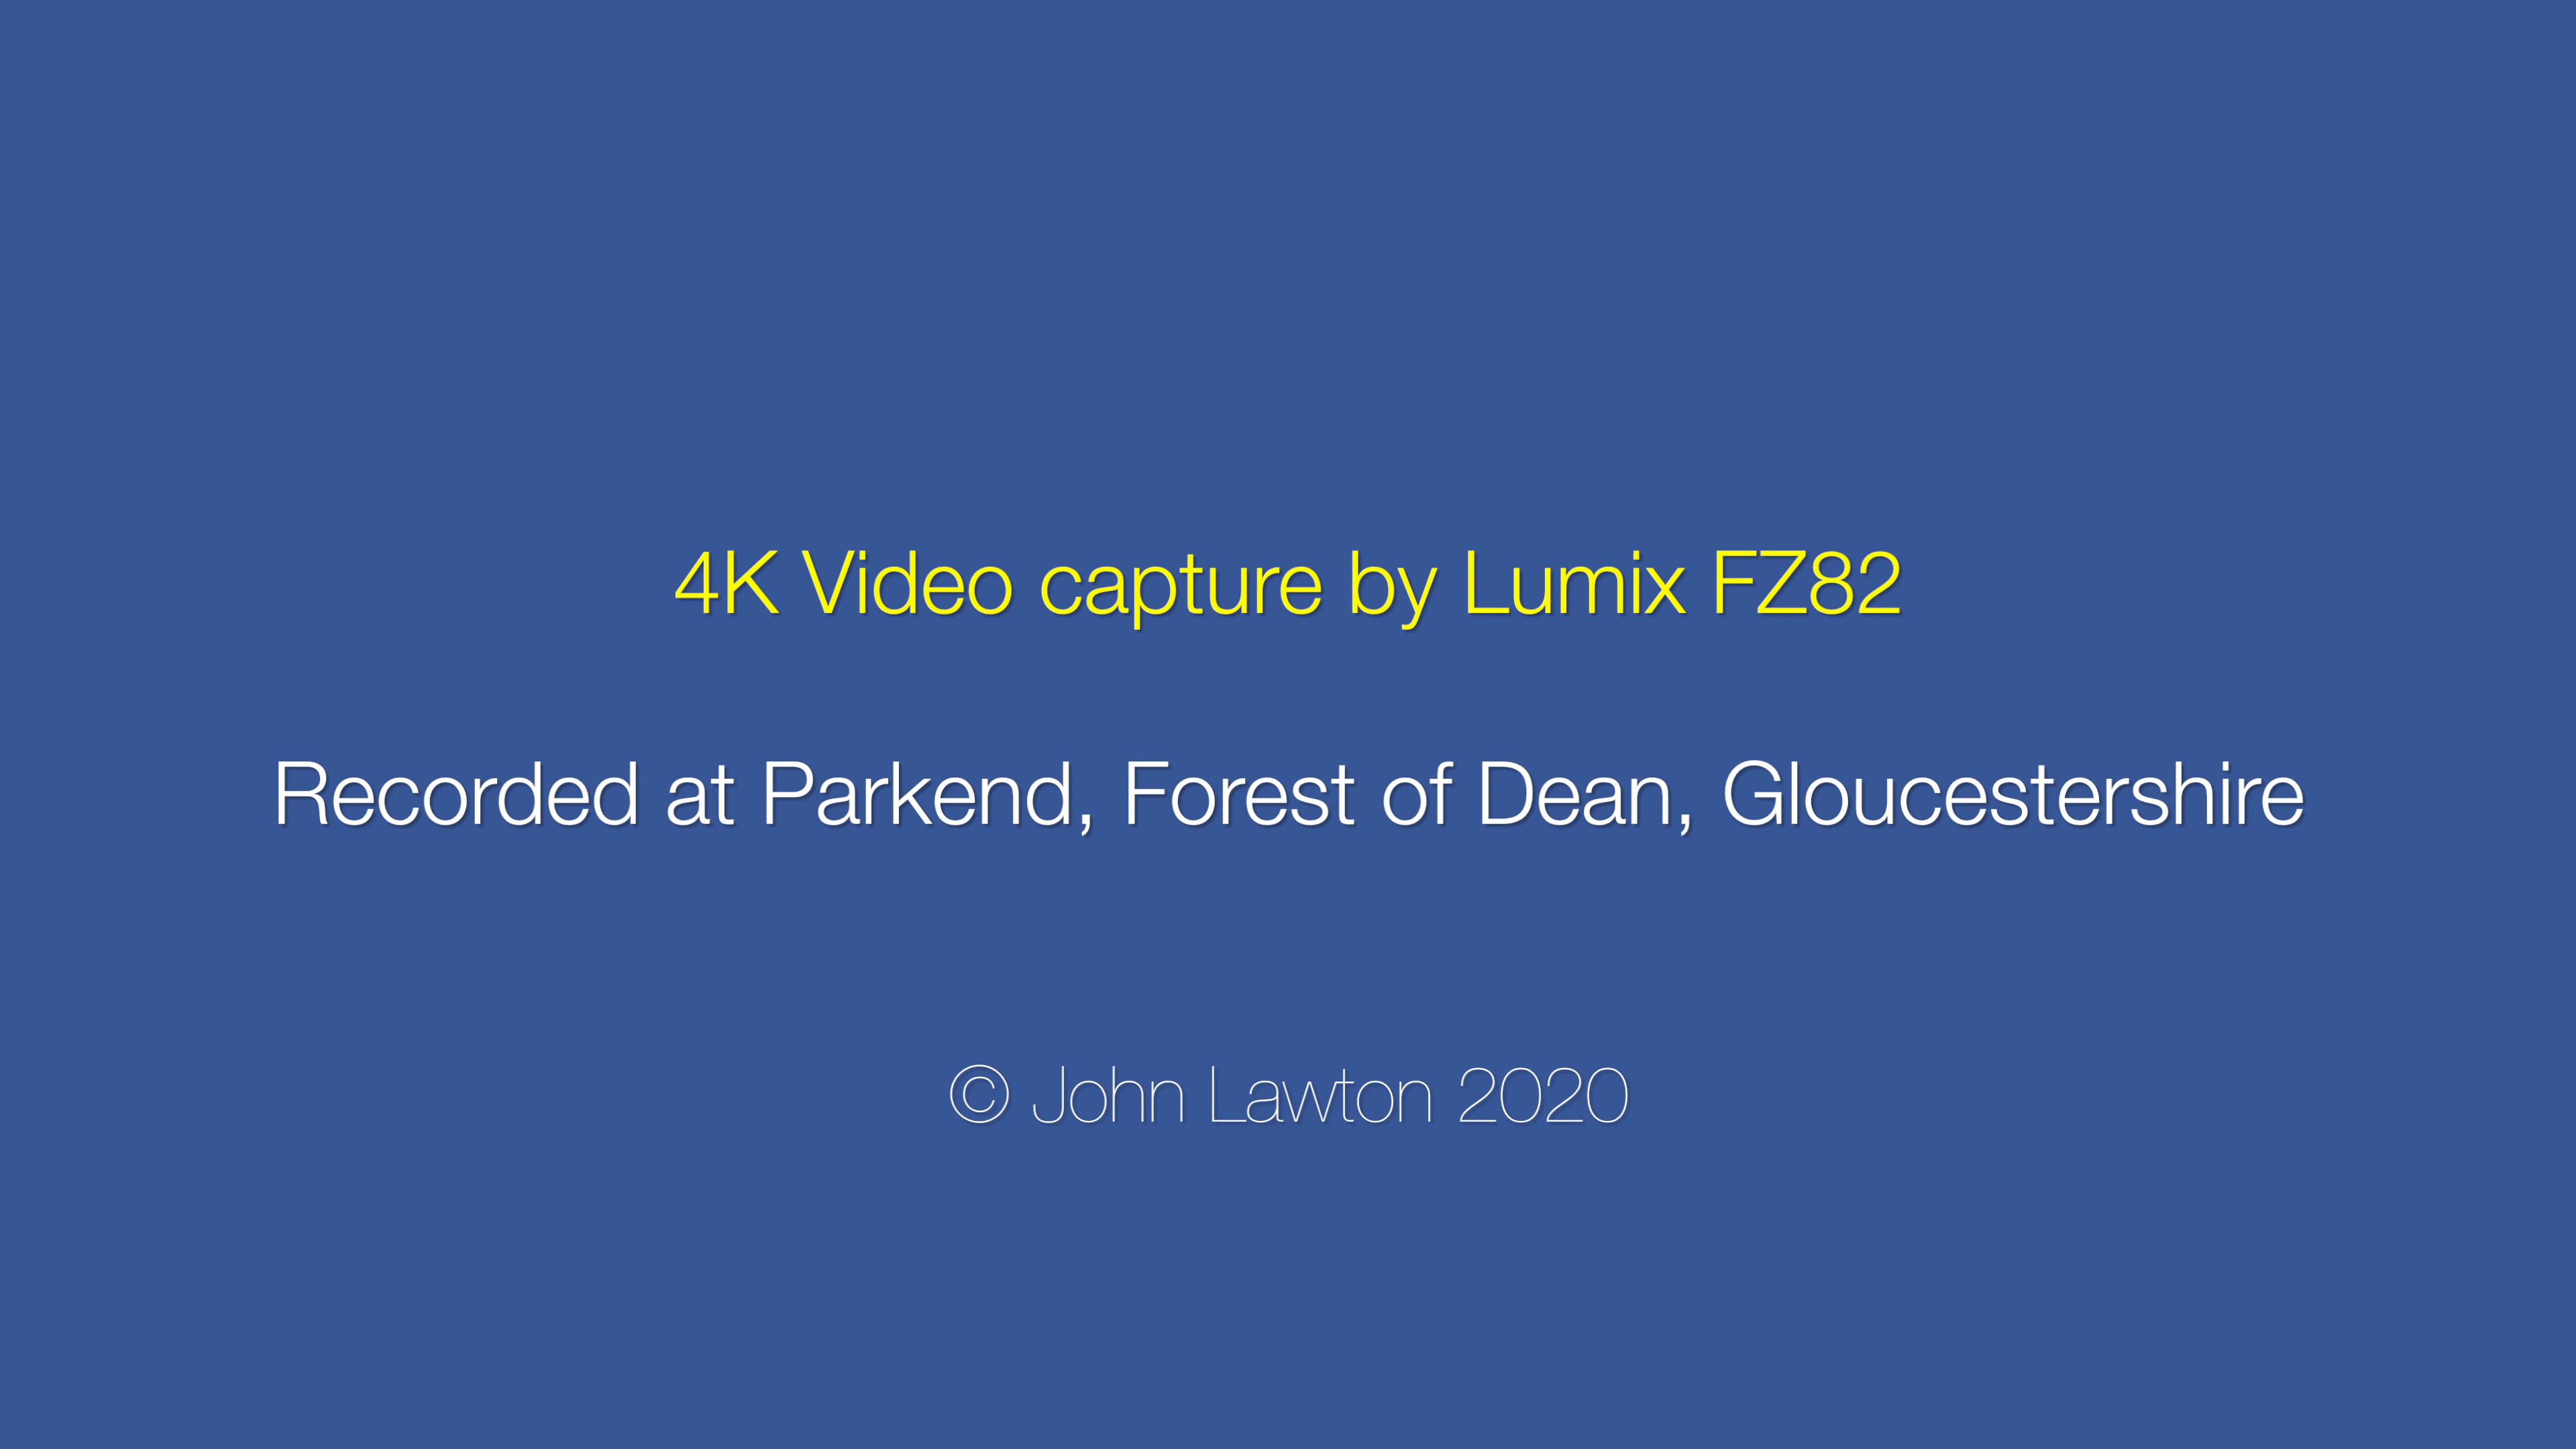 4K Video capture by Lumix FZ82
Recorded at Parkend, Forest of Dean, Gloucestershire
© John Lawton 2020